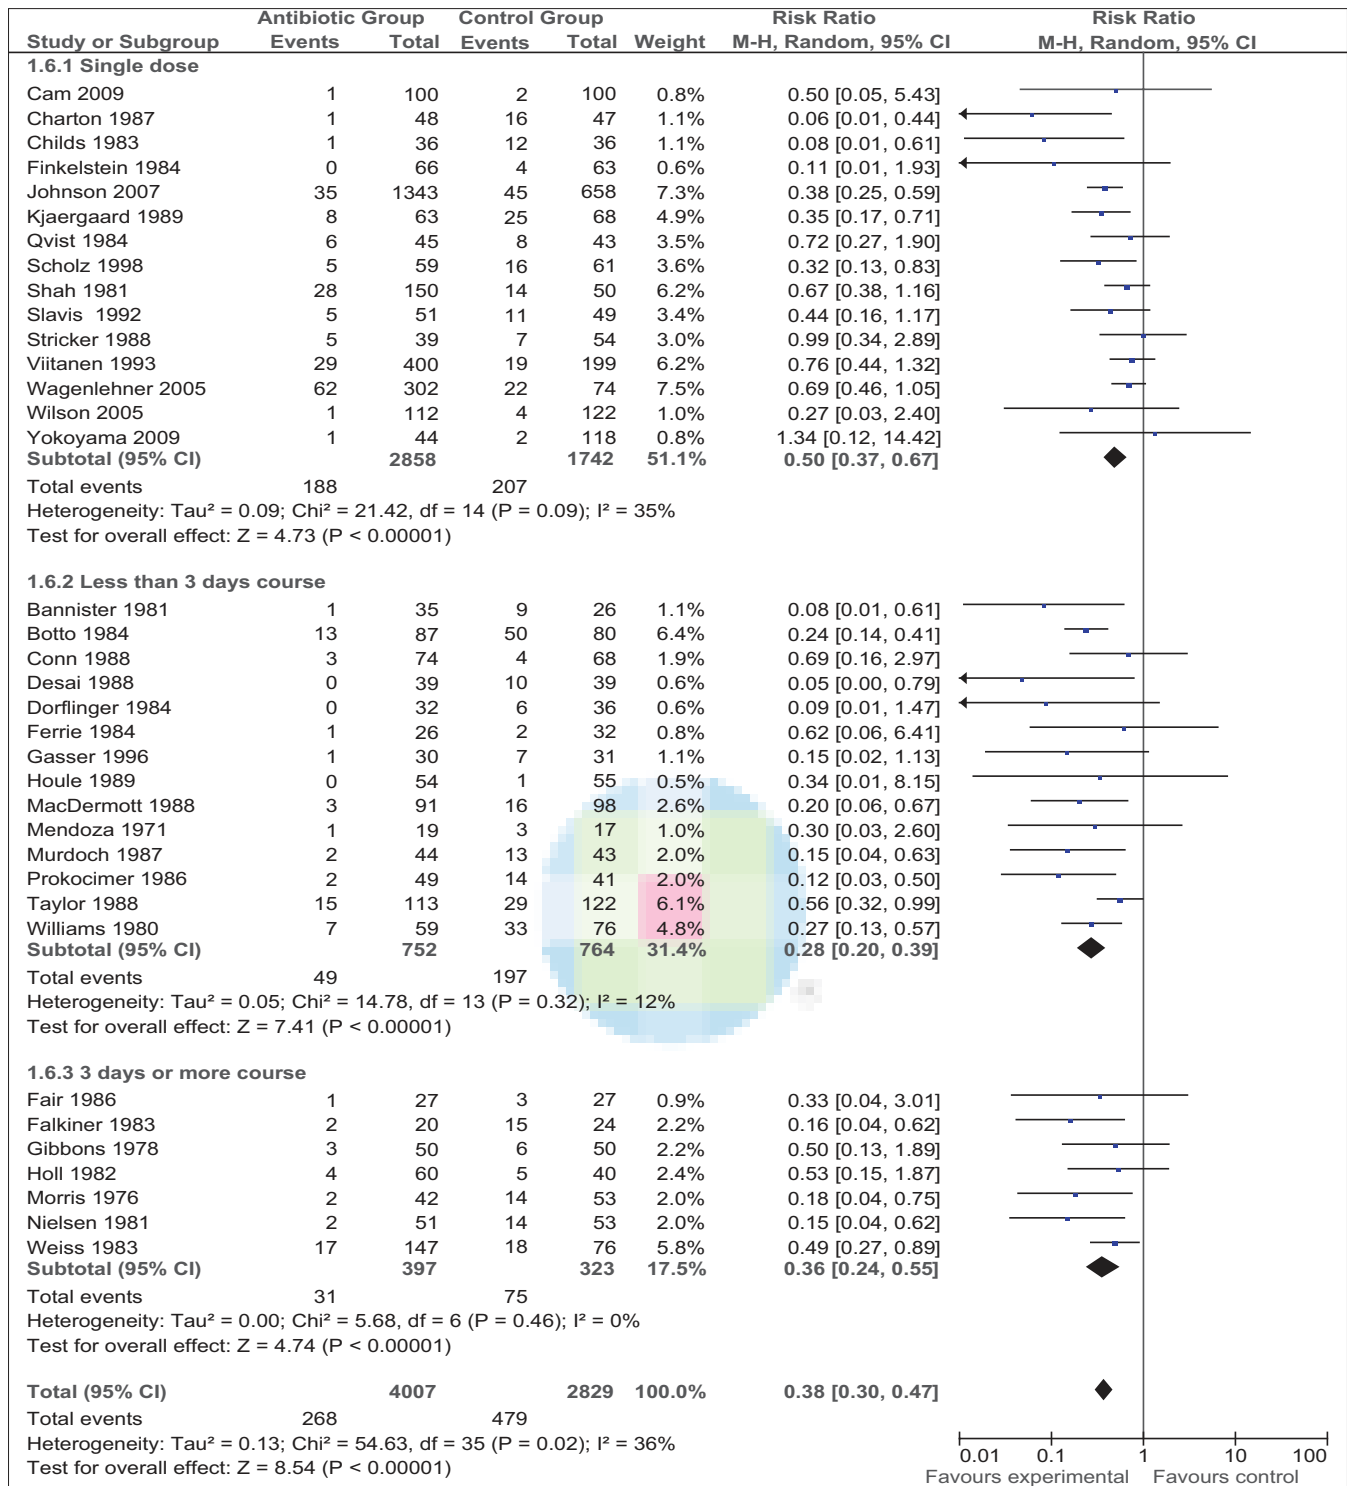 Antibiotic Group Control Group Risk Ratio Risk Ratio
Study or Subgroup Events Total Events Total Weight M-H, Random, 95% CI M-H, Random, 95% CI
1.6.1 Single dose
Cam 2009 1 100 2 100 0.8% 0.50 [0.05, 5.43]
Charton 1987 1 48 16 47 1.1% 0.06 [0.01, 0.44]
Childs 1983 1 36 12 36 1.1% 0.08 [0.01, 0.61]
Finkelstein 1984 0 66 4 63 0.6% 0.11 [0.01, 1.93]
Johnson 2007 35 1343 45 658 7.3% 0.38 [0.25, 0.59]
Kjaergaard 1989 8 63 25 68 4.9% 0.35 [0.17, 0.71]
Qvist 1984 6 45 8 43 3.5% 0.72 [0.27, 1.90]
Scholz 1998 5 59 16 61 3.6% 0.32 [0.13, 0.83]
Shah 1981 28 150 14 50 6.2% 0.67 [0.38, 1.16]
Slavis 1992 5 51 11 49 3.4% 0.44 [0.16, 1.17]
Stricker 1988 5 39 7 54 3.0% 0.99 [0.34, 2.89]
Viitanen 1993 29 400 19 199 6.2% 0.76 [0.44, 1.32]
Wagenlehner 2005 62 302 22 74 7.5% 0.69 [0.46, 1.05]
Wilson 2005 1 112 4 122 1.0% 0.27 [0.03, 2.40]
Yokoyama 2009 1 44 2 118 0.8% 1.34 [0.12, 14.42]
Subtotal (95% CI) 2858 1742 51.1% 0.50 [0.37, 0.67]
Total events 188 207
Heterogeneity: Tau² = 0.09; Chi² = 21.42, df = 14 (P = 0.09); I² = 35%
Test for overall effect: Z = 4.73 (P < 0.00001)
1.6.2 Less than 3 days course
Bannister 1981 1 35 9 26 1.1% 0.08 [0.01, 0.61]
Botto 1984 13 87 50 80 6.4% 0.24 [0.14, 0.41]
Conn 1988 3 74 4 68 1.9% 0.69 [0.16, 2.97]
Desai 1988 0 39 10 39 0.6% 0.05 [0.00, 0.79]
Dorflinger 1984 0 32 6 36 0.6% 0.09 [0.01, 1.47]
Ferrie 1984 1 26 2 32 0.8% 0.62 [0.06, 6.41]
Gasser 1996 1 30 7 31 1.1% 0.15 [0.02, 1.13]
Houle 1989 0 54 1 55 0.5% 0.34 [0.01, 8.15]
MacDermott 1988 3 91 16 98 2.6% 0.20 [0.06, 0.67]
Mendoza 1971 1 19 3 17 1.0% 0.30 [0.03, 2.60]
Murdoch 1987 2 44 13 43 2.0% 0.15 [0.04, 0.63]
Prokocimer 1986 2 49 14 41 2.0% 0.12 [0.03, 0.50]
Taylor 1988 15 113 29 122 6.1% 0.56 [0.32, 0.99]
Williams 1980 7 59 33 76 4.8% 0.27 [0.13, 0.57]
Subtotal (95% CI) 752 764 31.4% 0.28 [0.20, 0.39]
Total events 49 197
Heterogeneity: Tau² = 0.05; Chi² = 14.78, df = 13 (P = 0.32); I² = 12%
Test for overall effect: Z = 7.41 (P < 0.00001)
1.6.3 3 days or more course
Fair 1986 1 27 3 27 0.9% 0.33 [0.04, 3.01]
Falkiner 1983 2 20 15 24 2.2% 0.16 [0.04, 0.62]
Gibbons 1978 3 50 6 50 2.2% 0.50 [0.13, 1.89]
Holl 1982 4 60 5 40 2.4% 0.53 [0.15, 1.87]
Morris 1976 2 42 14 53 2.0% 0.18 [0.04, 0.75]
Nielsen 1981 2 51 14 53 2.0% 0.15 [0.04, 0.62]
Weiss 1983 17 147 18 76 5.8% 0.49 [0.27, 0.89]
Subtotal (95% CI) 397 323 17.5% 0.36 [0.24, 0.55]
Total events 31 75
Heterogeneity: Tau² = 0.00; Chi² = 5.68, df = 6 (P = 0.46); I² = 0%
Test for overall effect: Z = 4.74 (P < 0.00001)
Total (95% CI) 4007 2829 100.0% 0.38 [0.30, 0.47]
Total events 268 479
Heterogeneity: Tau² = 0.13; Chi² = 54.63, df = 35 (P = 0.02); I² = 36%
Test for overall effect: Z = 8.54 (P < 0.00001)
0.01 0.1 1 10 100
Favours experimental Favours control